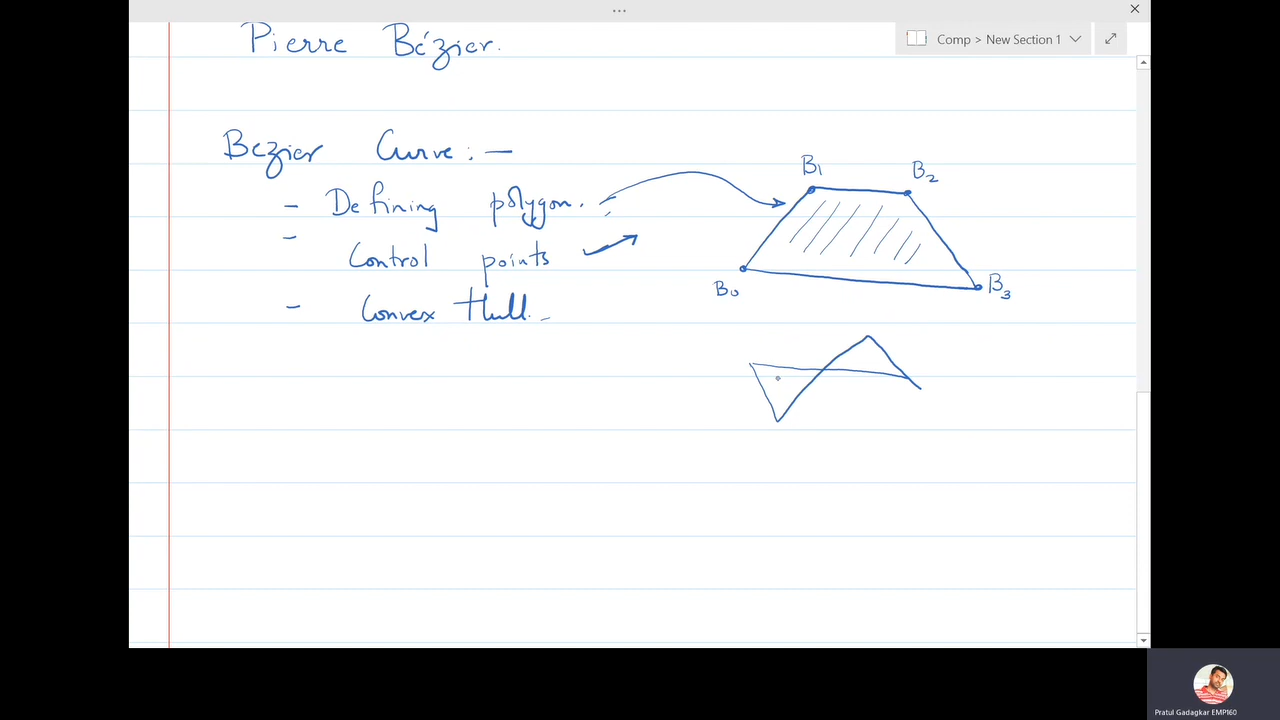 Pierre Bézier.
Comp > New Section 1
Bezier Curve : —
- Defining polygon.
- Control points
- Convex Hull.
B1
B2
B0
B3
Pratul Gadagkar EMP160